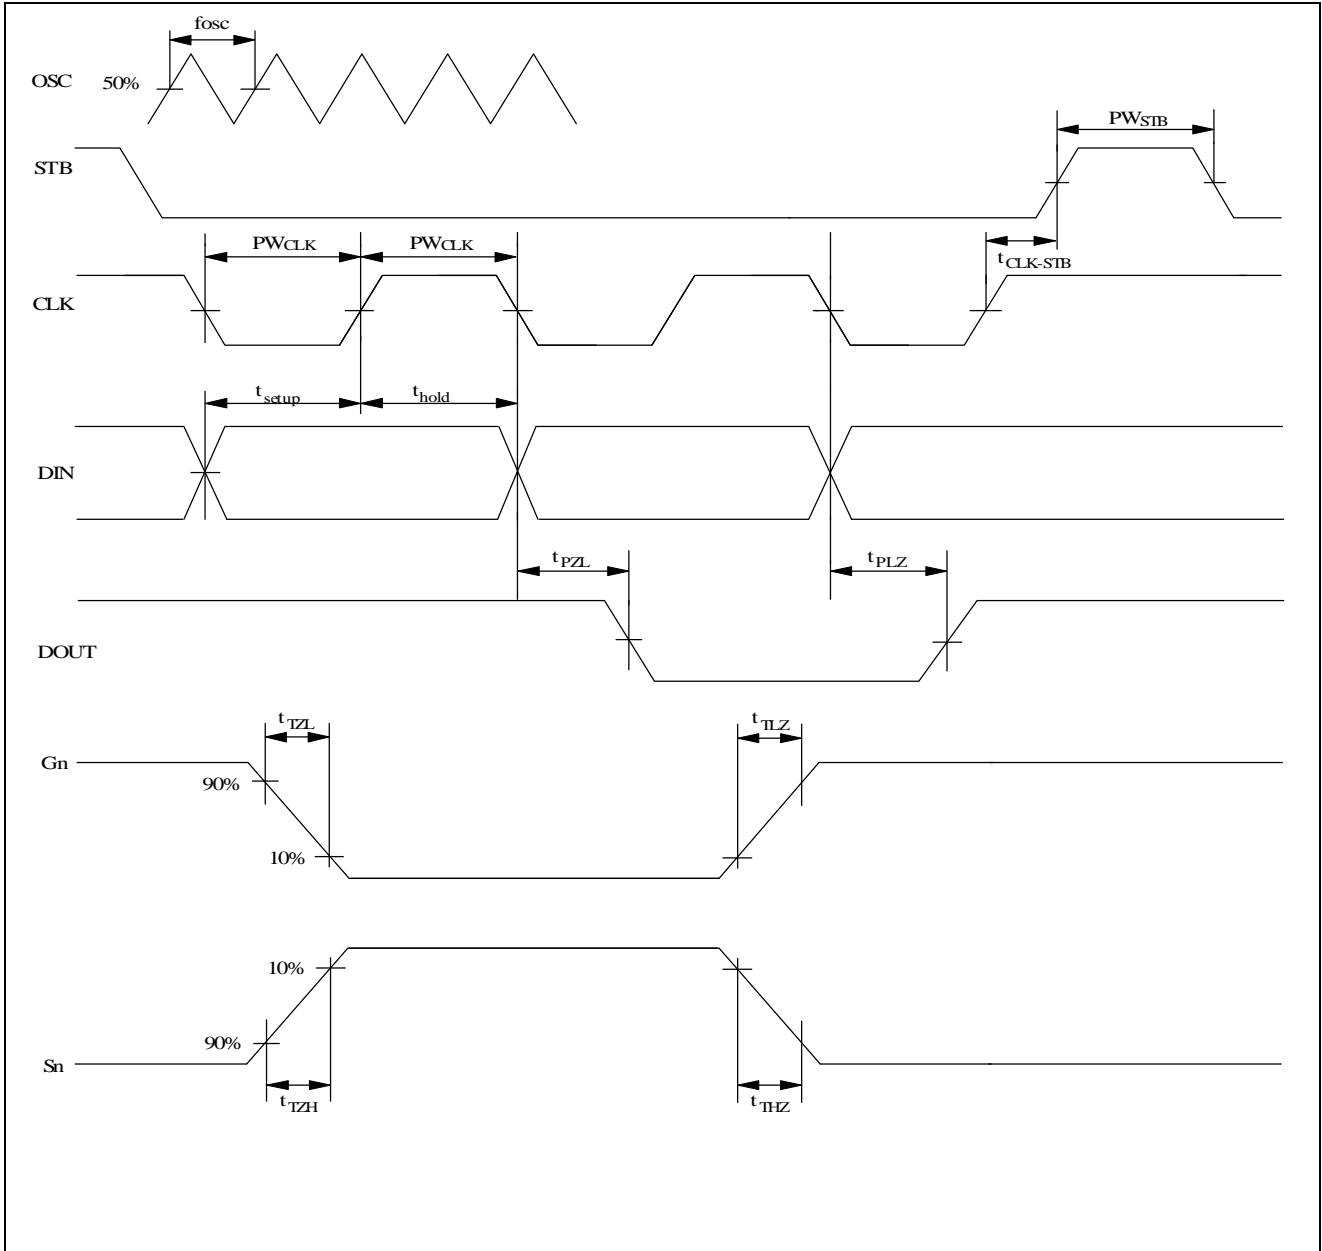 fosc
OSC 50%
PWSTB
STB
PWCLK PWCLK
tCLK-STB
CLK
tsetup thold
DIN
tPZL tPLZ
DOUT
tTZL tTLZ
Gn
90%
10%
10%
90%
Sn
tTZH tTHZ